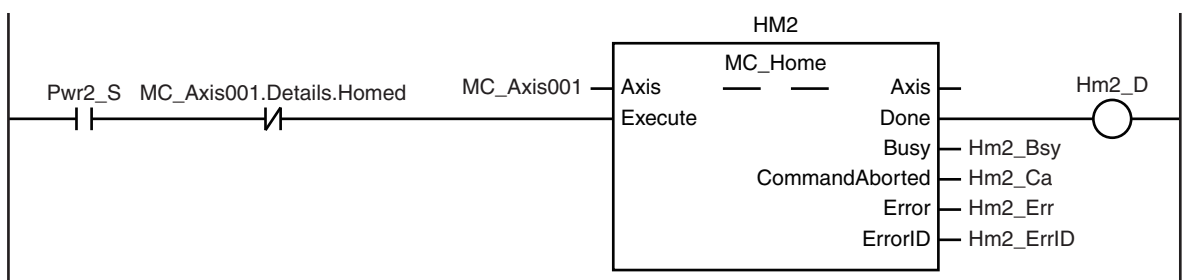 HM2
MC_Home
Pwr2_S MC_Axis001.Details.Homed MC_Axis001 Axis Axis Hm2_D
Execute Done
Busy Hm2_Bsy
CommandAborted Hm2_Ca
Error Hm2_Err
ErrorID Hm2_ErrID